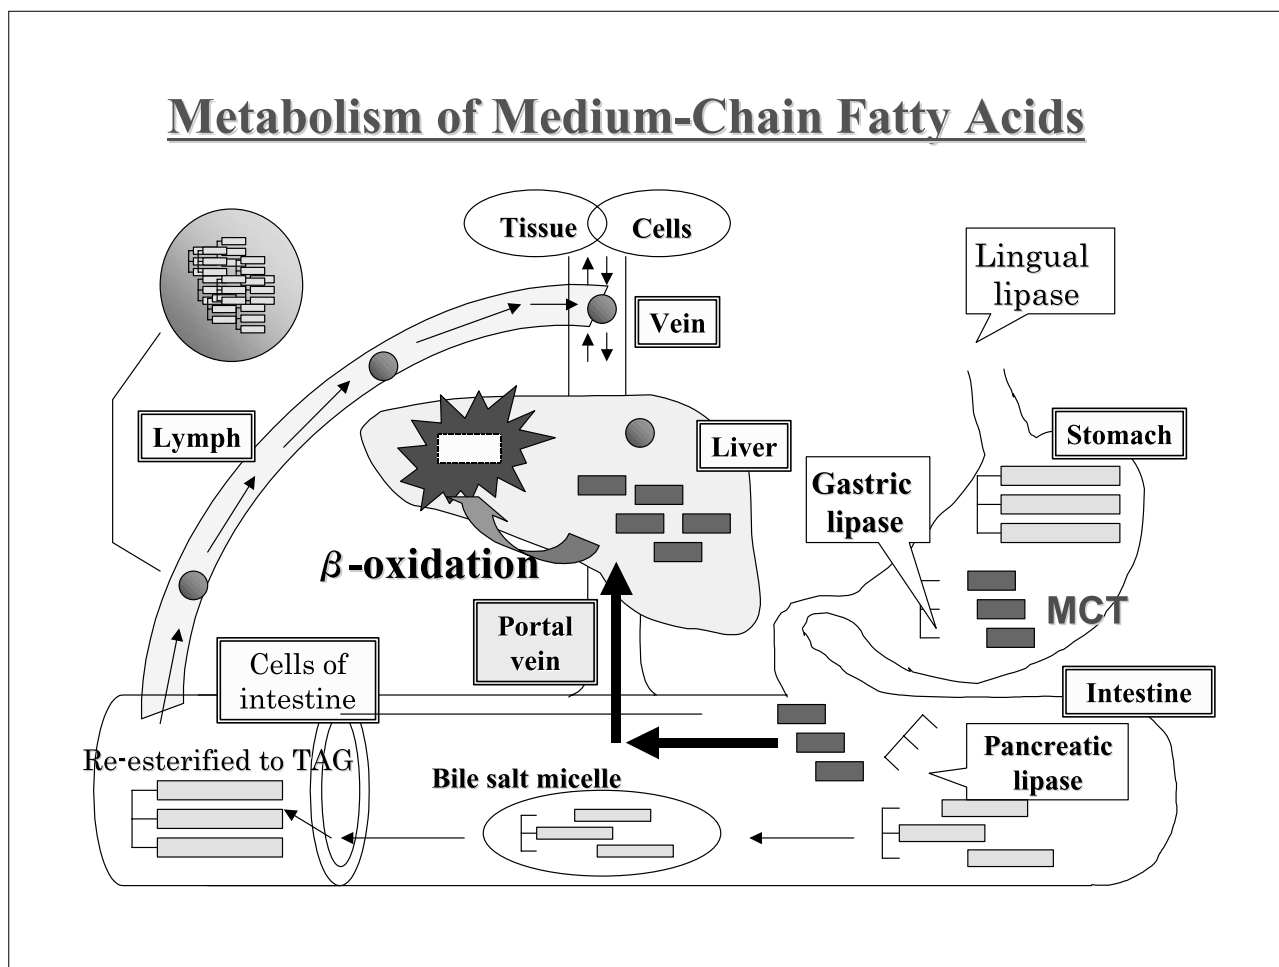 Metabolism of Medium-Chain Fatty Acids
Tissue
Cells
Lingual
lipase
Vein
Lymph
Liver
Stomach
Gastric
lipase
β-oxidation
MCT
Portal
vein
Cells of
intestine
Intestine
Re-esterified to TAG
Bile salt micelle
Pancreatic
lipase